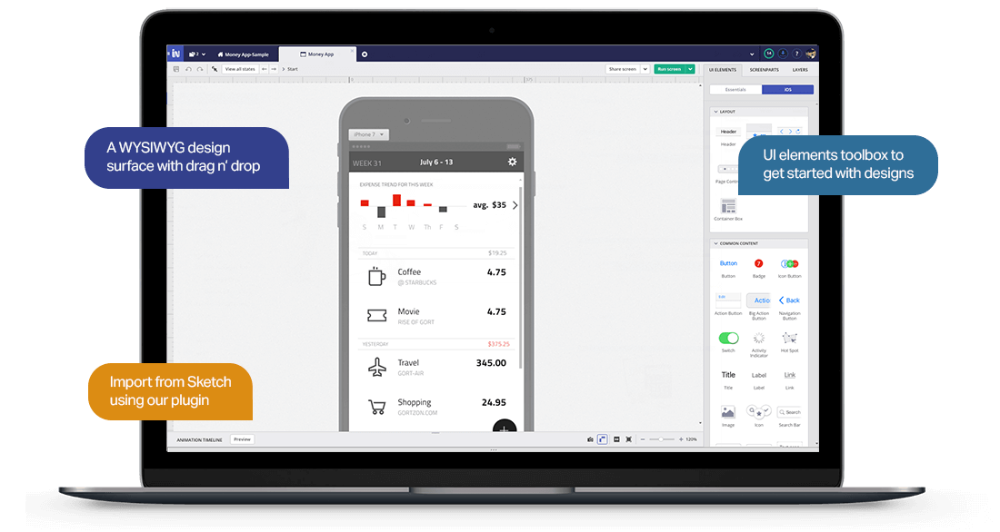 in
2
Money App-Sample
Money App
14
?
View all states
Start
Share screen
Run screen
UI ELEMENTS
SCREENPARTS
LAYERS
Essentials
iOS
LAYOUT
Header
Header
Page Contr
Container Box
A WYSIWYG design
surface with drag n' drop
UI elements toolbox to
get started with designs
iPhone 7
WEEK 31
July 6 - 13
EXPENSE TREND FOR THIS WEEK
avg. $35
S M T W Th F S
TODAY
$19.25
Coffee
4.75
@ STARBUCKS
Movie
4.75
RISE OF GORT
YESTERDAY
$375.25
Travel
345.00
GORT-AIR
Shopping
24.95
GORTZON.COM
COMMON CONTENT
Button
7
Button
Badge
Icon Button
Edit
Actio
Back
Action Button
Big Action
Button
Navigation
Button
Switch
Activity
Indicator
Hot Spot
Title
Label
Link
Title
Label
Link
Search
Image
Icon
Search Bar
Import from Sketch
using our plugin
ANIMATION TIMELINE
Preview
120%